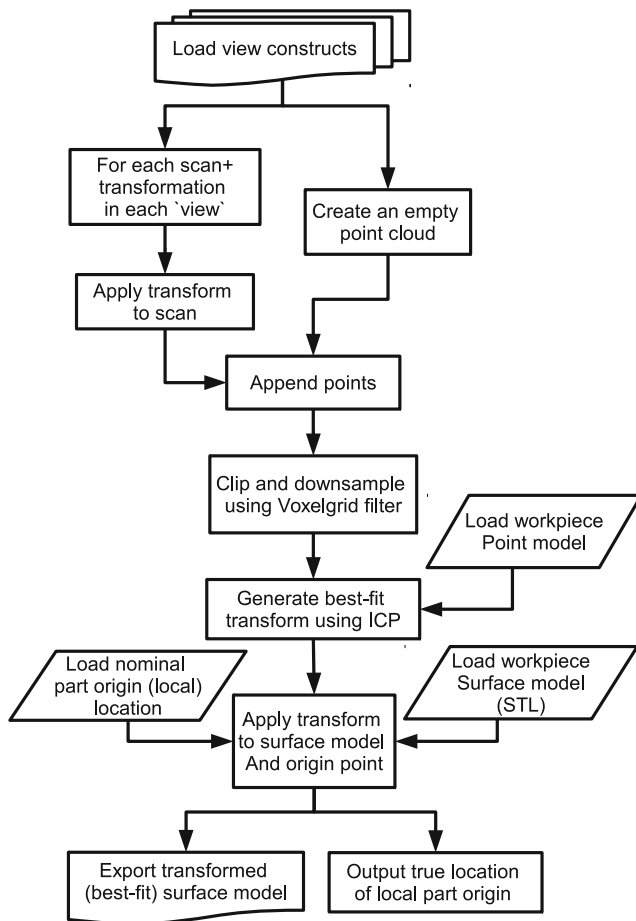 Load view constructs
For each scan+
transformation
in each `view`
Create an empty
point cloud
Apply transform
to scan
Append points
Clip and downsample
using Voxelgrid filter
Load workpiece
Point model
Generate best-fit
transform using ICP
Load nominal
part origin (local)
location
Load workpiece
Surface model
(STL)
Apply transform
to surface model
And origin point
Export transformed
(best-fit) surface model
Output true location
of local part origin